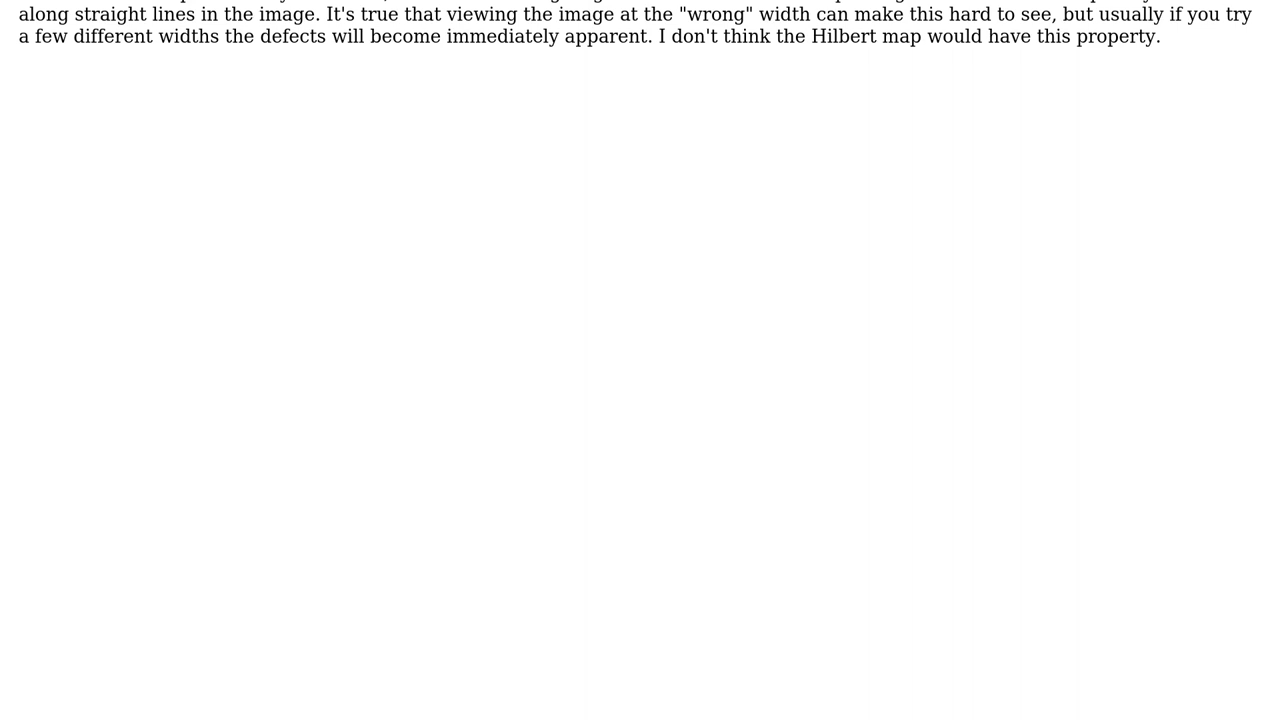 along straight lines in the image. It's true that viewing the image at the "wrong" width can make this hard to see, but usually if you try
a few different widths the defects will become immediately apparent. I don't think the Hilbert map would have this property.